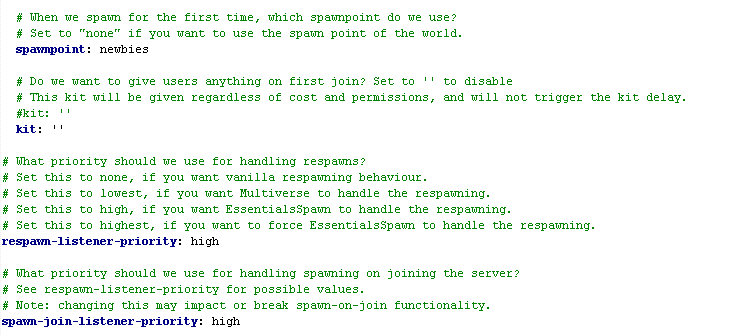 # When we spawn for the first time, which spawnpoint do we use?
# Set to "none" if you want to use the spawn point of the world.
spawnpoint: newbies
# Do we want to give users anything on first join? Set to '' to disable
# This kit will be given regardless of cost and permissions, and will not trigger the kit delay.
#kit: ''
kit: ''
# What priority should we use for handling respawns?
# Set this to none, if you want vanilla respawning behaviour.
# Set this to lowest, if you want Multiverse to handle the respawning.
# Set this to high, if you want EssentialsSpawn to handle the respawning.
# Set this to highest, if you want to force EssentialsSpawn to handle the respawning.
respawn-listener-priority: high
# What priority should we use for handling spawning on joining the server?
# See respawn-listener-priority for possible values.
# Note: changing this may impact or break spawn-on-join functionality.
spawn-join-listener-priority: high